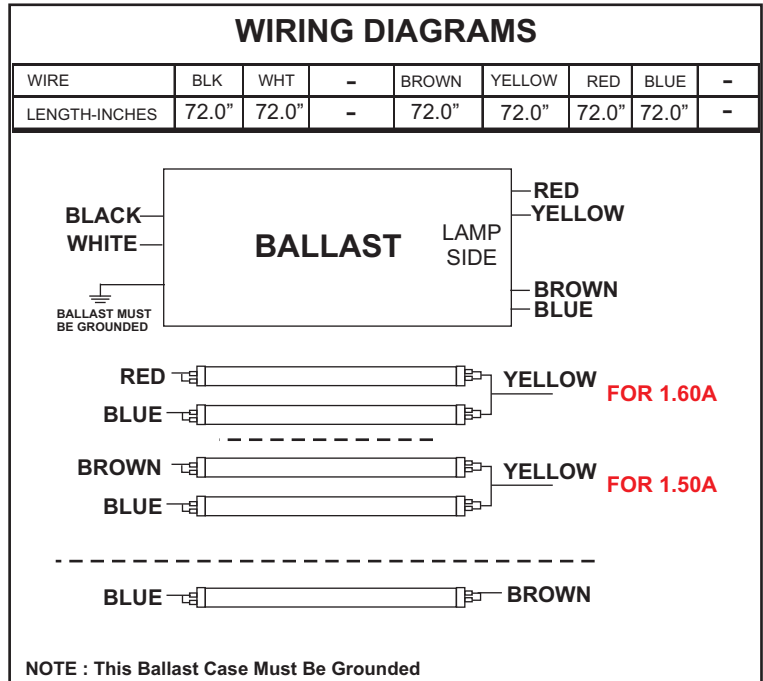 WIRING DIAGRAMS
WIRE BLK WHT - BROWN YELLOW RED BLUE -
LENGTH-INCHES 72.0” 72.0” - 72.0” 72.0” 72.0” 72.0” -
RED
YELLOW
BLACK
WHITE
BALLAST
LAMP
SIDE
BROWN
BLUE
BALLAST MUST
BE GROUNDED
RED
YELLOW FOR 1.60A
BLUE
BROWN
YELLOW FOR 1.50A
BLUE
BLUE BROWN
NOTE : This Ballast Case Must Be Grounded